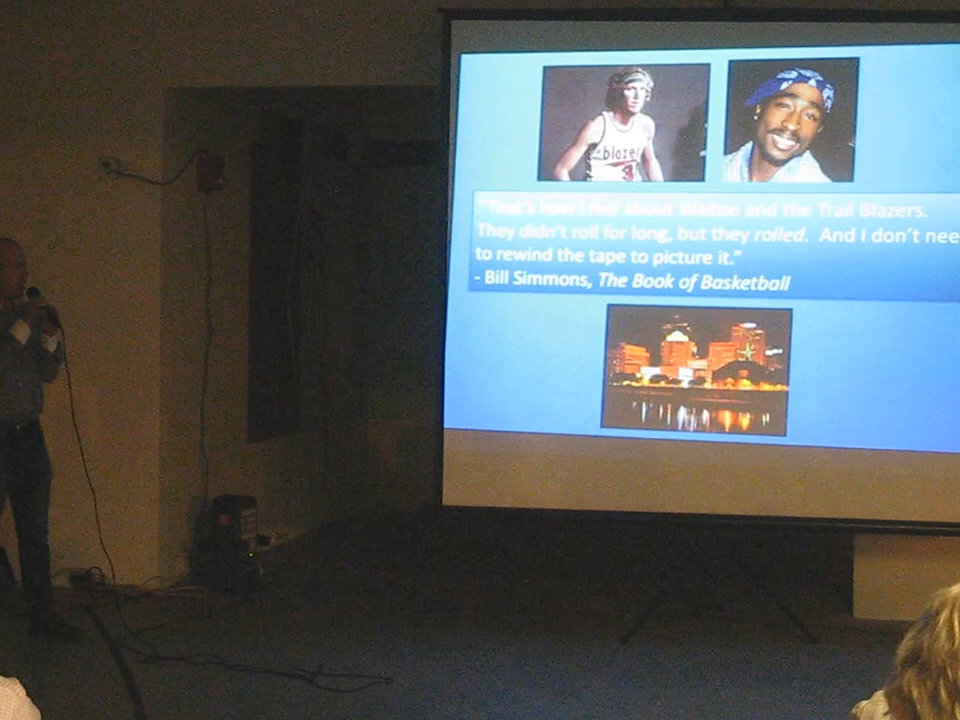 blazer
"That's how I feel about Walton and the Trail Blazers.
They didn't roll for long, but they rolled. And I don't nee
to rewind the tape to picture it."
- Bill Simmons, The Book of Basketball